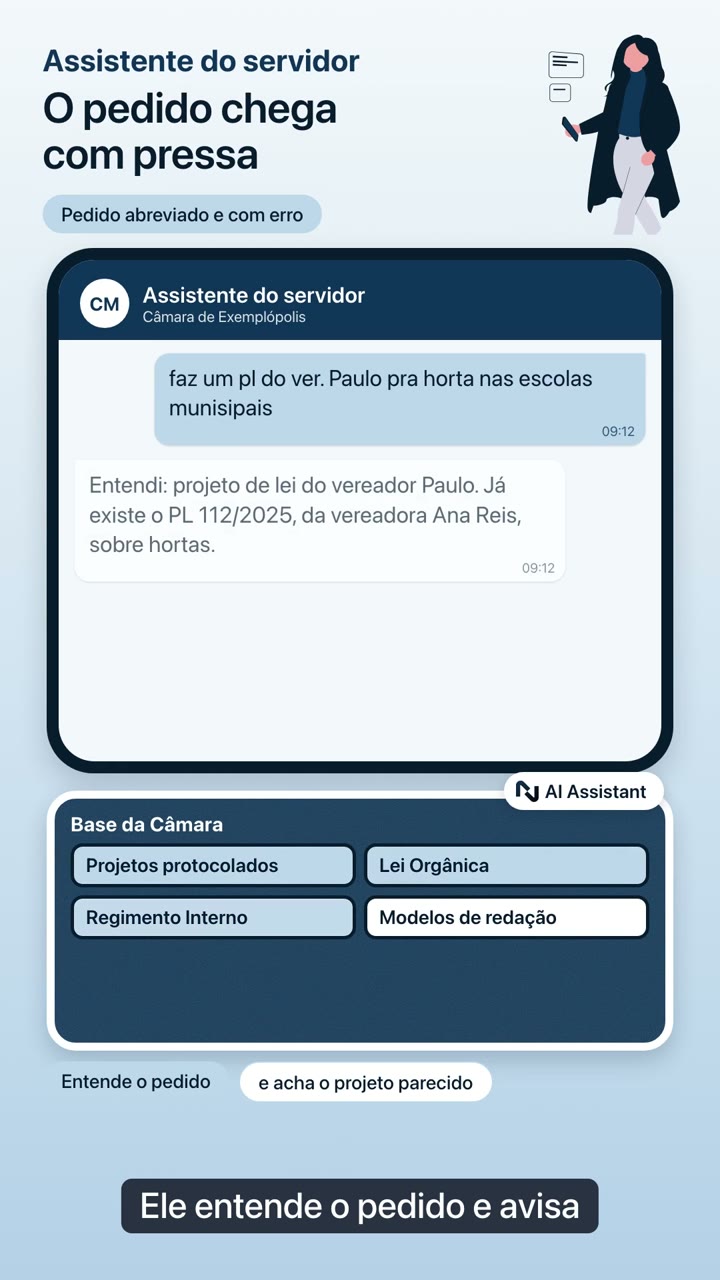 Assistente do servidor
O pedido chega
com pressa
Pedido abreviado e com erro
CM
Assistente do servidor
Câmara de Exemplópolis
faz um pl do ver. Paulo pra horta nas escolas
munisipais
09:12
Entendi: projeto de lei do vereador Paulo. Já
existe o PL 112/2025, da vereadora Ana Reis,
sobre hortas.
09:12
AI Assistant
Base da Câmara
Projetos protocolados
Lei Orgânica
Regimento Interno
Modelos de redação
Entende o pedido
e acha o projeto parecido
Ele entende o pedido e avisa